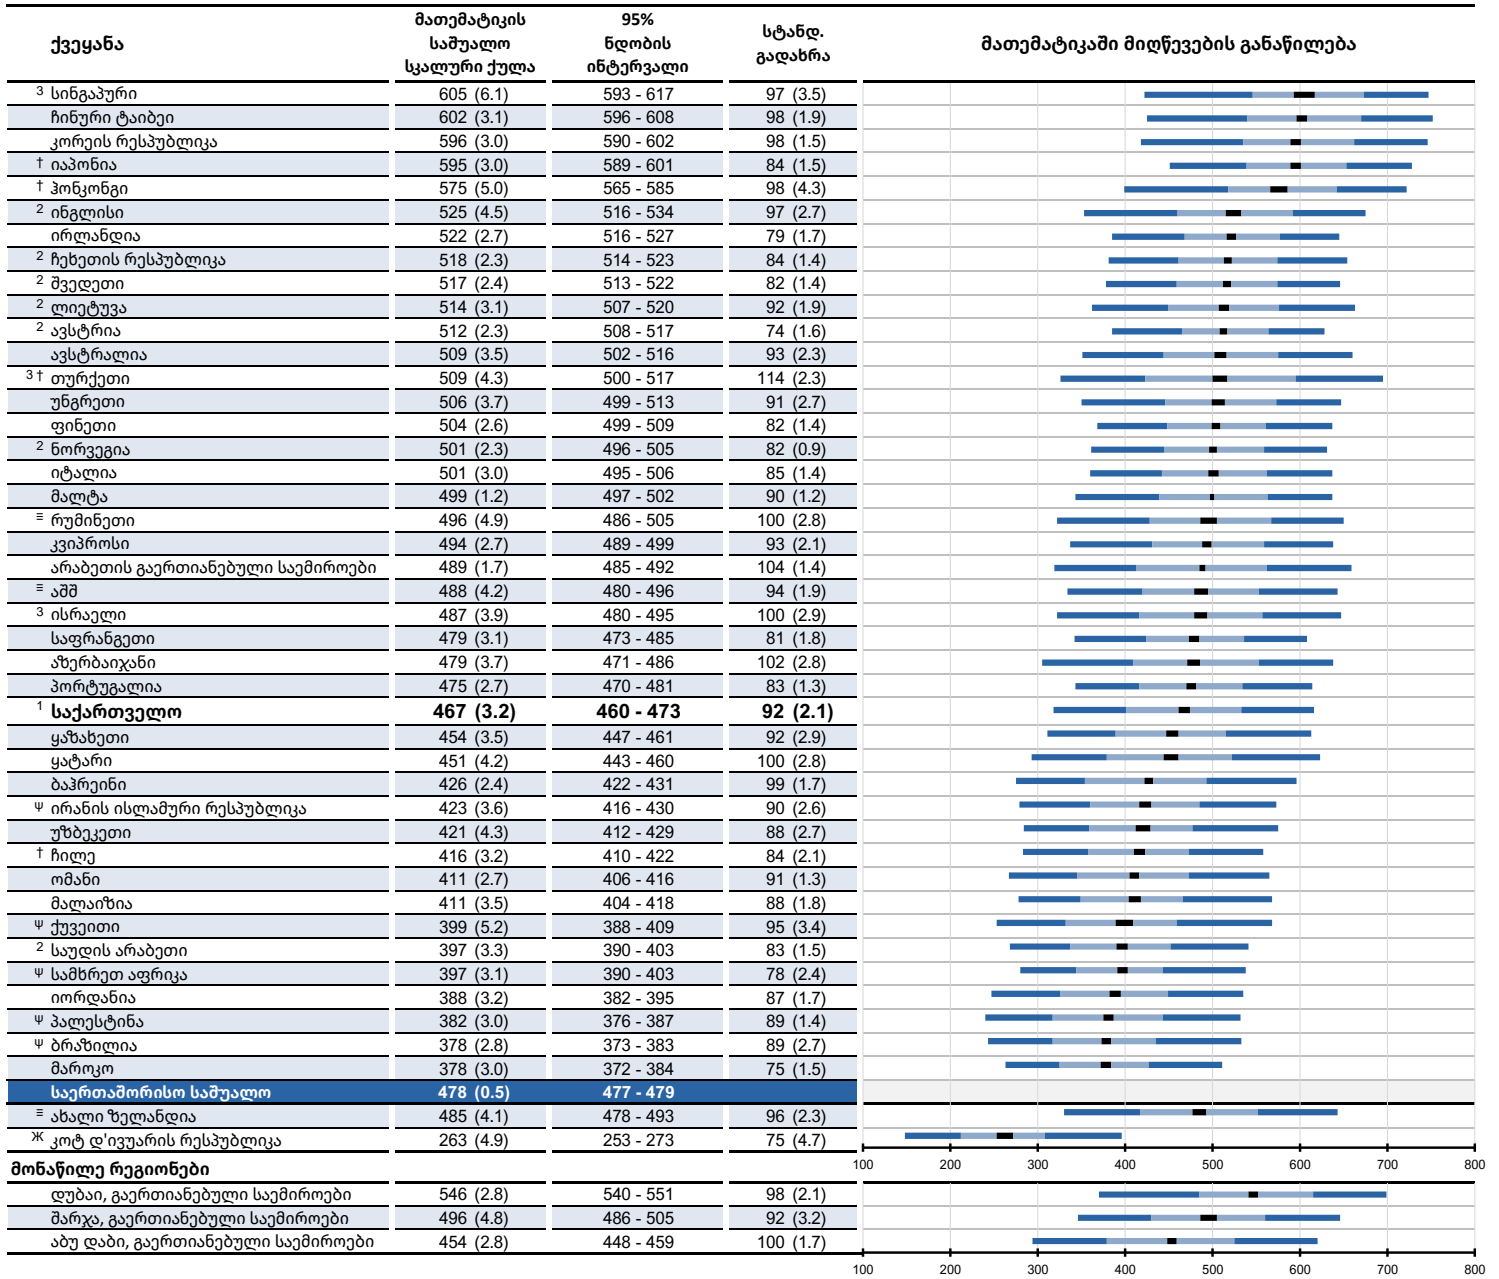 ქვეყანა მათემატიკის საშუალო სკალური ქულა 95% ნდობის ინტერვალი სტანდ. გადახრა მათემატიკაში მიღწევების განაწილება
3 სინგაპური 605 (6.1) 593 - 617 97 (3.5)
ჩინური ტაიბეი 602 (3.1) 596 - 608 98 (1.9)
კორეის რესპუბლიკა 596 (3.0) 590 - 602 98 (1.5)
† იაპონია 595 (3.0) 589 - 601 84 (1.5)
† ჰონკონგი 575 (5.0) 565 - 585 98 (4.3)
2 ინგლისი 525 (4.5) 516 - 534 97 (2.7)
ირლანდია 522 (2.7) 516 - 527 79 (1.7)
2 ჩეხეთის რესპუბლიკა 518 (2.3) 514 - 523 84 (1.4)
2 შვედეთი 517 (2.4) 513 - 522 82 (1.4)
2 ლიეტუვა 514 (3.1) 507 - 520 92 (1.9)
2 ავსტრია 512 (2.3) 508 - 517 74 (1.6)
ავსტრალია 509 (3.5) 502 - 516 93 (2.3)
3 † თურქეთი 509 (4.3) 500 - 517 114 (2.3)
უნგრეთი 506 (3.7) 499 - 513 91 (2.7)
ფინეთი 504 (2.6) 499 - 509 82 (1.4)
2 ნორვეგია 501 (2.3) 496 - 505 82 (0.9)
იტალია 501 (3.0) 495 - 506 85 (1.4)
მალტა 499 (1.2) 497 - 502 90 (1.2)
≡ რუმინეთი 496 (4.9) 486 - 505 100 (2.8)
კვიპროსი 494 (2.7) 489 - 499 93 (2.1)
არაბეთის გაერთიანებული საემიროები 489 (1.7) 485 - 492 104 (1.4)
≡ აშშ 488 (4.2) 480 - 496 94 (1.9)
3 ისრაელი 487 (3.9) 480 - 495 100 (2.9)
საფრანგეთი 479 (3.1) 473 - 485 81 (1.8)
აზერბაიჯანი 479 (3.7) 471 - 486 102 (2.8)
პორტუგალია 475 (2.7) 470 - 481 83 (1.3)
1 საქართველო 467 (3.2) 460 - 473 92 (2.1)
ყაზახეთი 454 (3.5) 447 - 461 92 (2.9)
ყატარი 451 (4.2) 443 - 460 100 (2.8)
ბაჰრეინი 426 (2.4) 422 - 431 99 (1.7)
ψ ირანის ისლამური რესპუბლიკა 423 (3.6) 416 - 430 90 (2.6)
უზბეკეთი 421 (4.3) 412 - 429 88 (2.7)
† ჩილე 416 (3.2) 410 - 422 84 (2.1)
ომანი 411 (2.7) 406 - 416 91 (1.3)
მალაიზია 411 (3.5) 404 - 418 88 (1.8)
ψ ქუვეითი 399 (5.2) 388 - 409 95 (3.4)
2 საუდის არაბეთი 397 (3.3) 390 - 403 83 (1.5)
ψ სამხრეთ აფრიკა 397 (3.1) 390 - 403 78 (2.4)
იორდანია 388 (3.2) 382 - 395 87 (1.7)
ψ პალესტინა 382 (3.0) 376 - 387 89 (1.4)
ψ ბრაზილია 378 (2.8) 373 - 383 89 (2.7)
მაროკო 378 (3.0) 372 - 384 75 (1.5)
საერთაშორისო საშუალო 478 (0.5) 477 - 479
≡ ახალი ზელანდია 485 (4.1) 478 - 493 96 (2.3)
Ж კოტ დ'ივუარის რესპუბლიკა 263 (4.9) 253 - 273 75 (4.7)
მონაწილე რეგიონები 100 200 300 400 500 600 700 800
დუბაი, გაერთიანებული საემიროები 546 (2.8) 540 - 551 98 (2.1)
შარჯა, გაერთიანებული საემიროები 496 (4.8) 486 - 505 92 (3.2)
აბუ დაბი, გაერთიანებული საემიროები 454 (2.8) 448 - 459 100 (1.7)
100 200 300 400 500 600 700 800